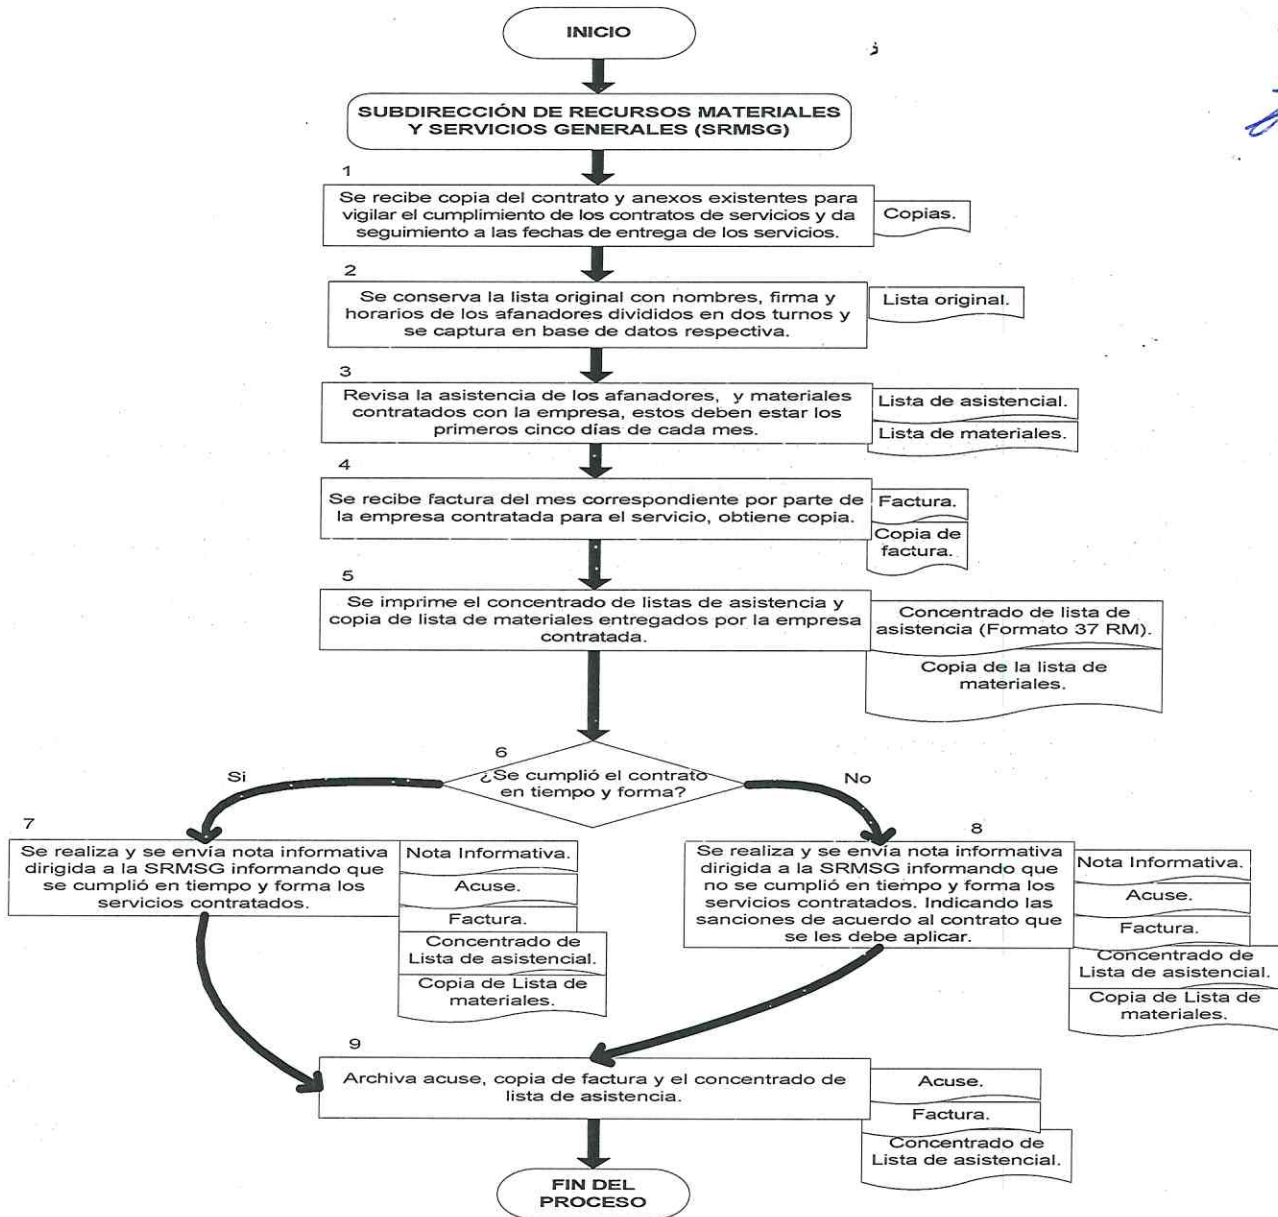 INICIO
SUBDIRECCIÓN DE RECURSOS MATERIALES
Y SERVICIOS GENERALES (SRMSG)
1
Se recibe copia del contrato y anexos existentes para
vigilar el cumplimiento de los contratos de servicios y da
seguimiento a las fechas de entrega de los servicios.
Copias.
2
Se conserva la lista original con nombres, firma y
horarios de los afanadores divididos en dos turnos y
se captura en base de datos respectiva.
Lista original.
3
Revisa la asistencia de los afanadores, y materiales
contratados con la empresa, estos deben estar los
primeros cinco días de cada mes.
Lista de asistencial.
Lista de materiales.
4
Se recibe factura del mes correspondiente por parte de
la empresa contratada para el servicio, obtiene copia.
Factura.
Copia de
factura.
5
Se imprime el concentrado de listas de asistencia y
copia de lista de materiales entregados por la empresa
contratada.
Concentrado de lista de
asistencia (Formato 37 RM).
Copia de la lista de
materiales.
6
¿Se cumplió el contrato
en tiempo y forma?
Si
No
7
Se realiza y se envía nota informativa
dirigida a la SRMSG informando que
se cumplió en tiempo y forma los
servicios contratados.
Nota Informativa.
Acuse.
Factura.
Concentrado de
Lista de asistencial.
Copia de Lista de
materiales.
8
Se realiza y se envía nota informativa
dirigida a la SRMSG informando que
no se cumplió en tiempo y forma los
servicios contratados. Indicando las
sanciones de acuerdo al contrato que
se les debe aplicar.
Nota Informativa.
Acuse.
Factura.
Concentrado de
Lista de asistencial.
Copia de Lista de
materiales.
9
Archiva acuse, copia de factura y el concentrado de
lista de asistencia.
Acuse.
Factura.
Concentrado de
Lista de asistencial.
FIN DEL
PROCESO